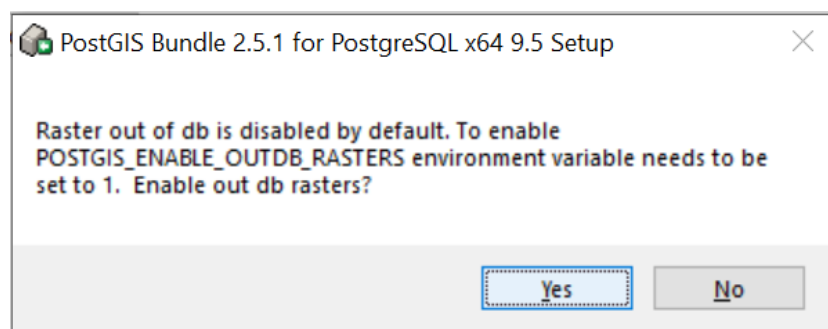 PostGIS Bundle 2.5.1 for PostgreSQL x64 9.5 Setup
Raster out of db is disabled by default. To enable
POSTGIS_ENABLE_OUTDB_RASTERS environment variable needs to be
set to 1.  Enable out db rasters?
Yes No